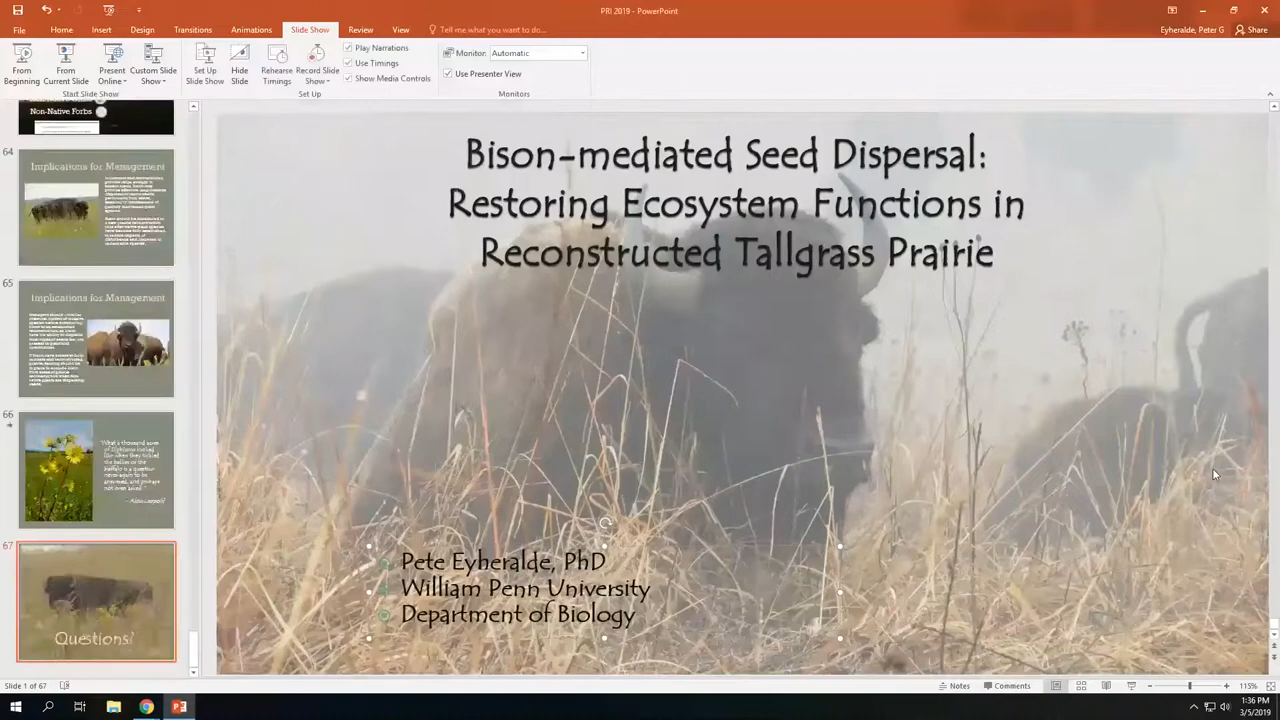 PRI 2019 - PowerPoint
File Home Insert Design Transitions Animations Slide Show Review View Tell me what you want to do...
Eyheralde, Peter G Share
From Beginning
From Current Slide
Present Online
Custom Slide Show
Start Slide Show
Set Up Slide Show
Hide Slide
Rehearse Timings
Record Slide Show
Play Narrations
Use Timings
Show Media Controls
Set Up
Monitor: Automatic
Use Presenter View
Monitors
Non-Native Forbs
64
Implications for Management
65
Implications for Management
66
67
Questions?
Bison-mediated Seed Dispersal:
Restoring Ecosystem Functions in
Reconstructed Tallgrass Prairie
Pete Eyheralde, PhD
William Penn University
Department of Biology
Slide 1 of 67
Notes Comments 115%
1:36 PM
3/5/2019